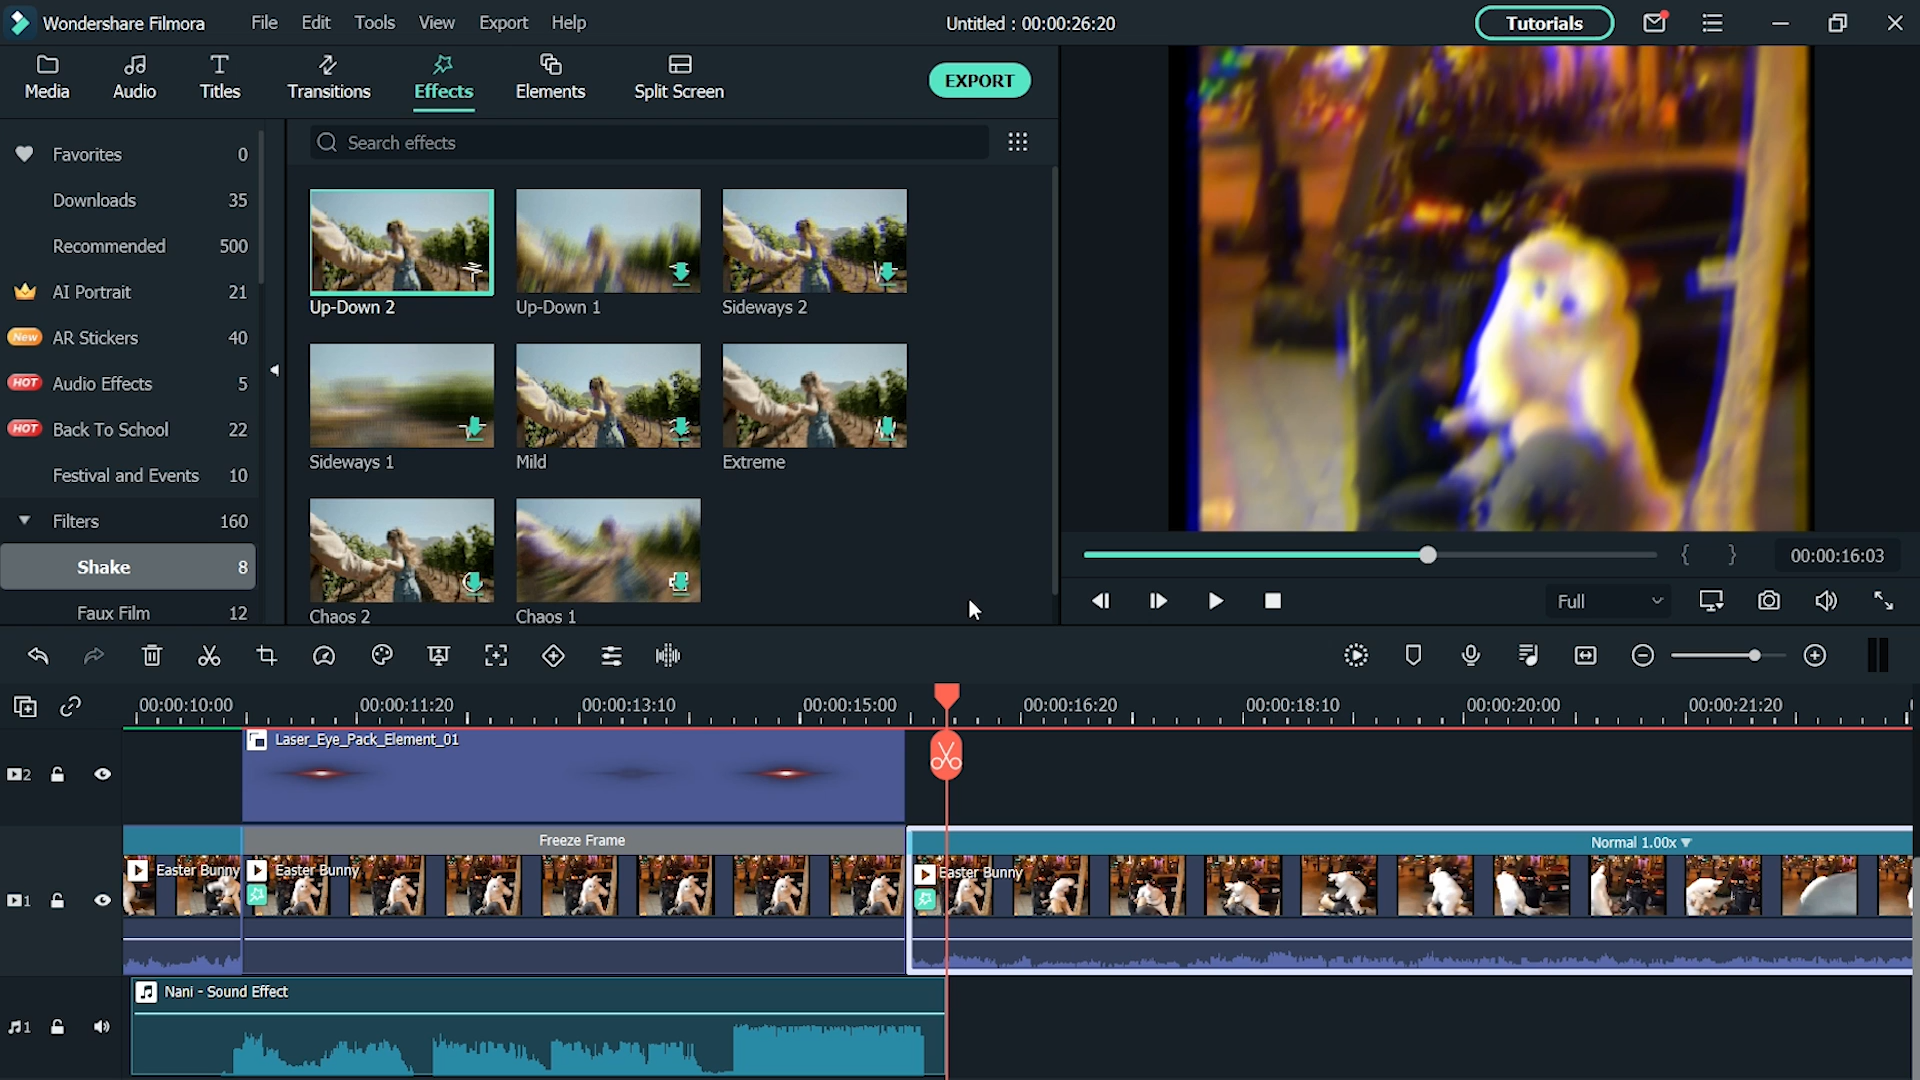 Wondershare Filmora
File
Edit
Tools
View
Export
Help
Untitled : 00:00:26:20
Tutorials
Media
Audio
Titles
Transitions
Effects
Elements
Split Screen
EXPORT
Search effects
Favorites 0
Downloads 35
Recommended 500
AI Portrait 21
New AR Stickers 40
HOT Audio Effects 5
HOT Back To School 22
Festival and Events 10
Filters 160
Shake 8
Faux Film 12
Up-Down 2
Up-Down 1
Sideways 2
Sideways 1
Mild
Extreme
Chaos 2
Chaos 1
{ }
00:00:16:03
Full
00:00:10:00
00:00:11:20
00:00:13:10
00:00:15:00
00:00:16:20
00:00:18:10
00:00:20:00
00:00:21:20
2
Laser_Eye_Pack_Element_01
Freeze Frame
Normal 1.00x
1
Easter Bunny
Easter Bunny
Easter Bunny
1
Nani - Sound Effect